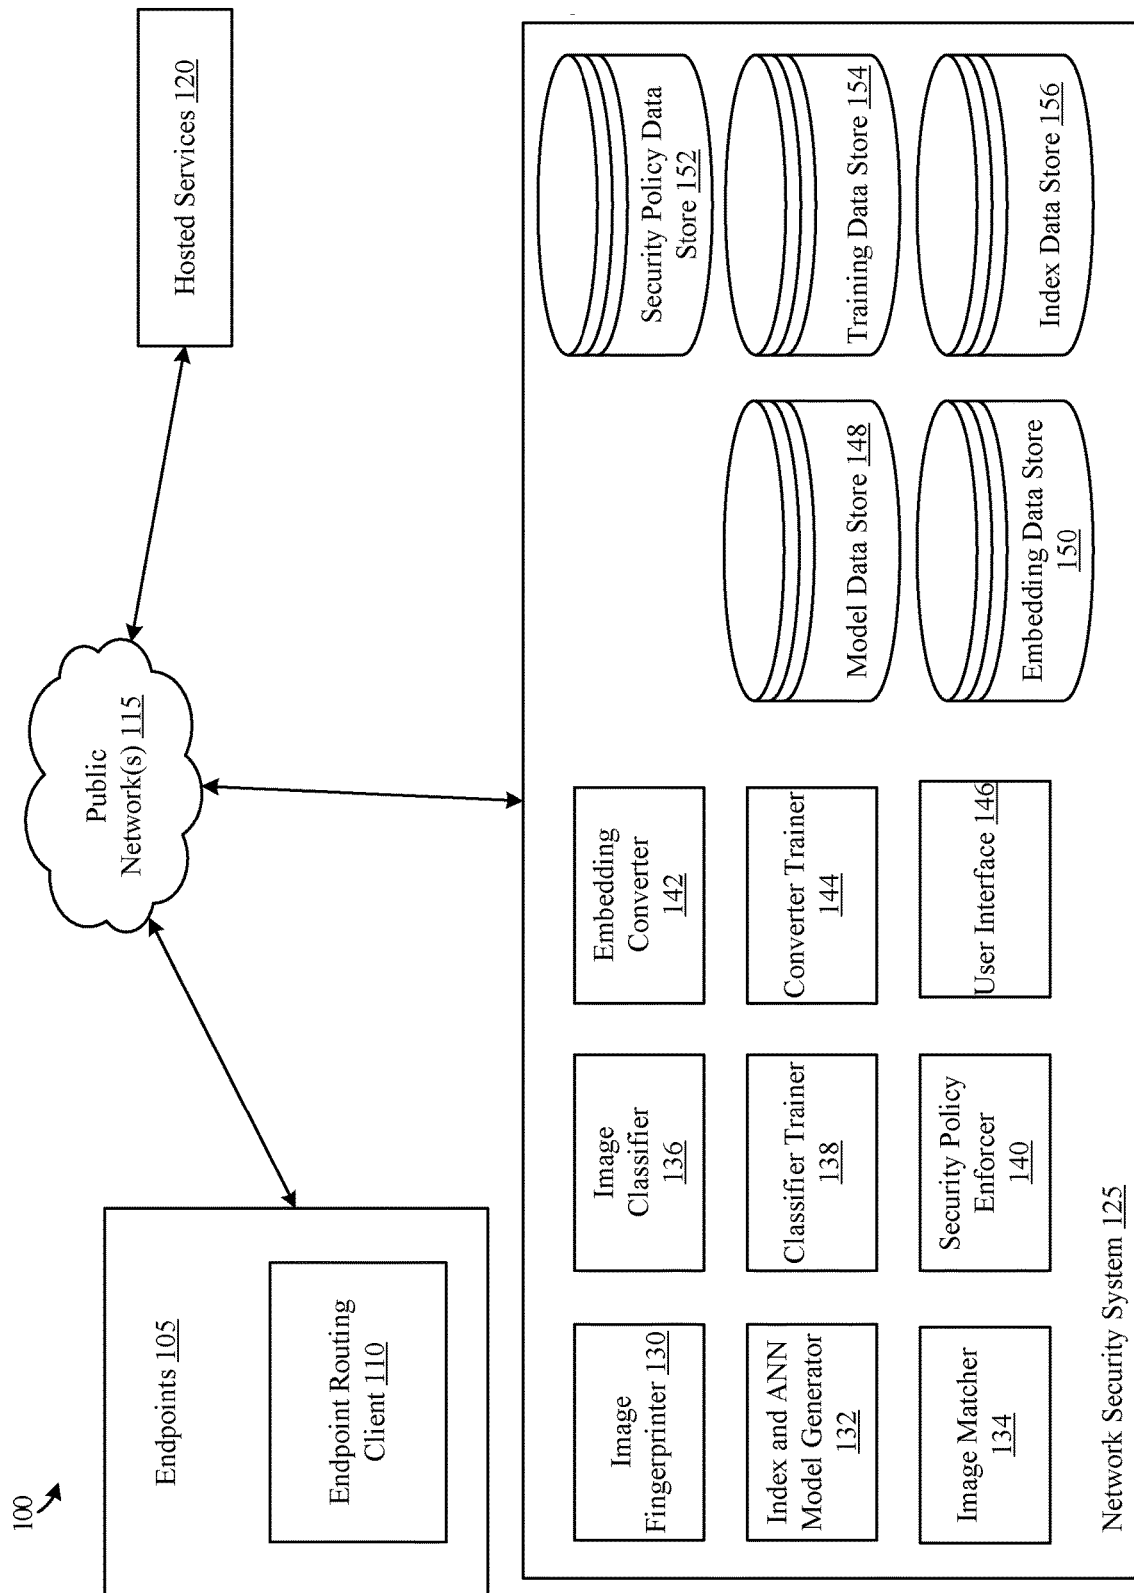 100
Endpoints 105
Endpoint Routing
Client 110
Public
Network(s) 115
Hosted Services 120
Image
Fingerprinter 130
Index and ANN
Model Generator
132
Image Matcher
134
Image
Classifier
136
Classifier Trainer
138
Security Policy
Enforcer
140
Embedding
Converter
142
Converter Trainer
144
User Interface 146
Model Data Store 148
Embedding Data Store
150
Security Policy Data
Store 152
Training Data Store 154
Index Data Store 156
Network Security System 125